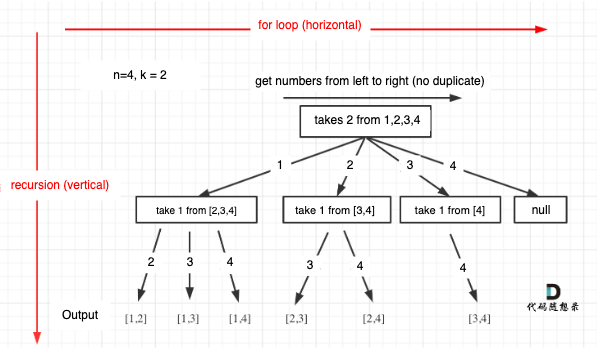 for loop (horizontal)
n=4, k = 2
get numbers from left to right (no duplicate)
takes 2 from 1,2,3,4
1 2 3 4
recursion (vertical)
take 1 from [2,3,4] take 1 from [3,4] take 1 from [4] null
2 3 4 3 4 4
代码随想录
Output [1,2] [1,3] [1,4] [2,3] [2,4] [3,4]